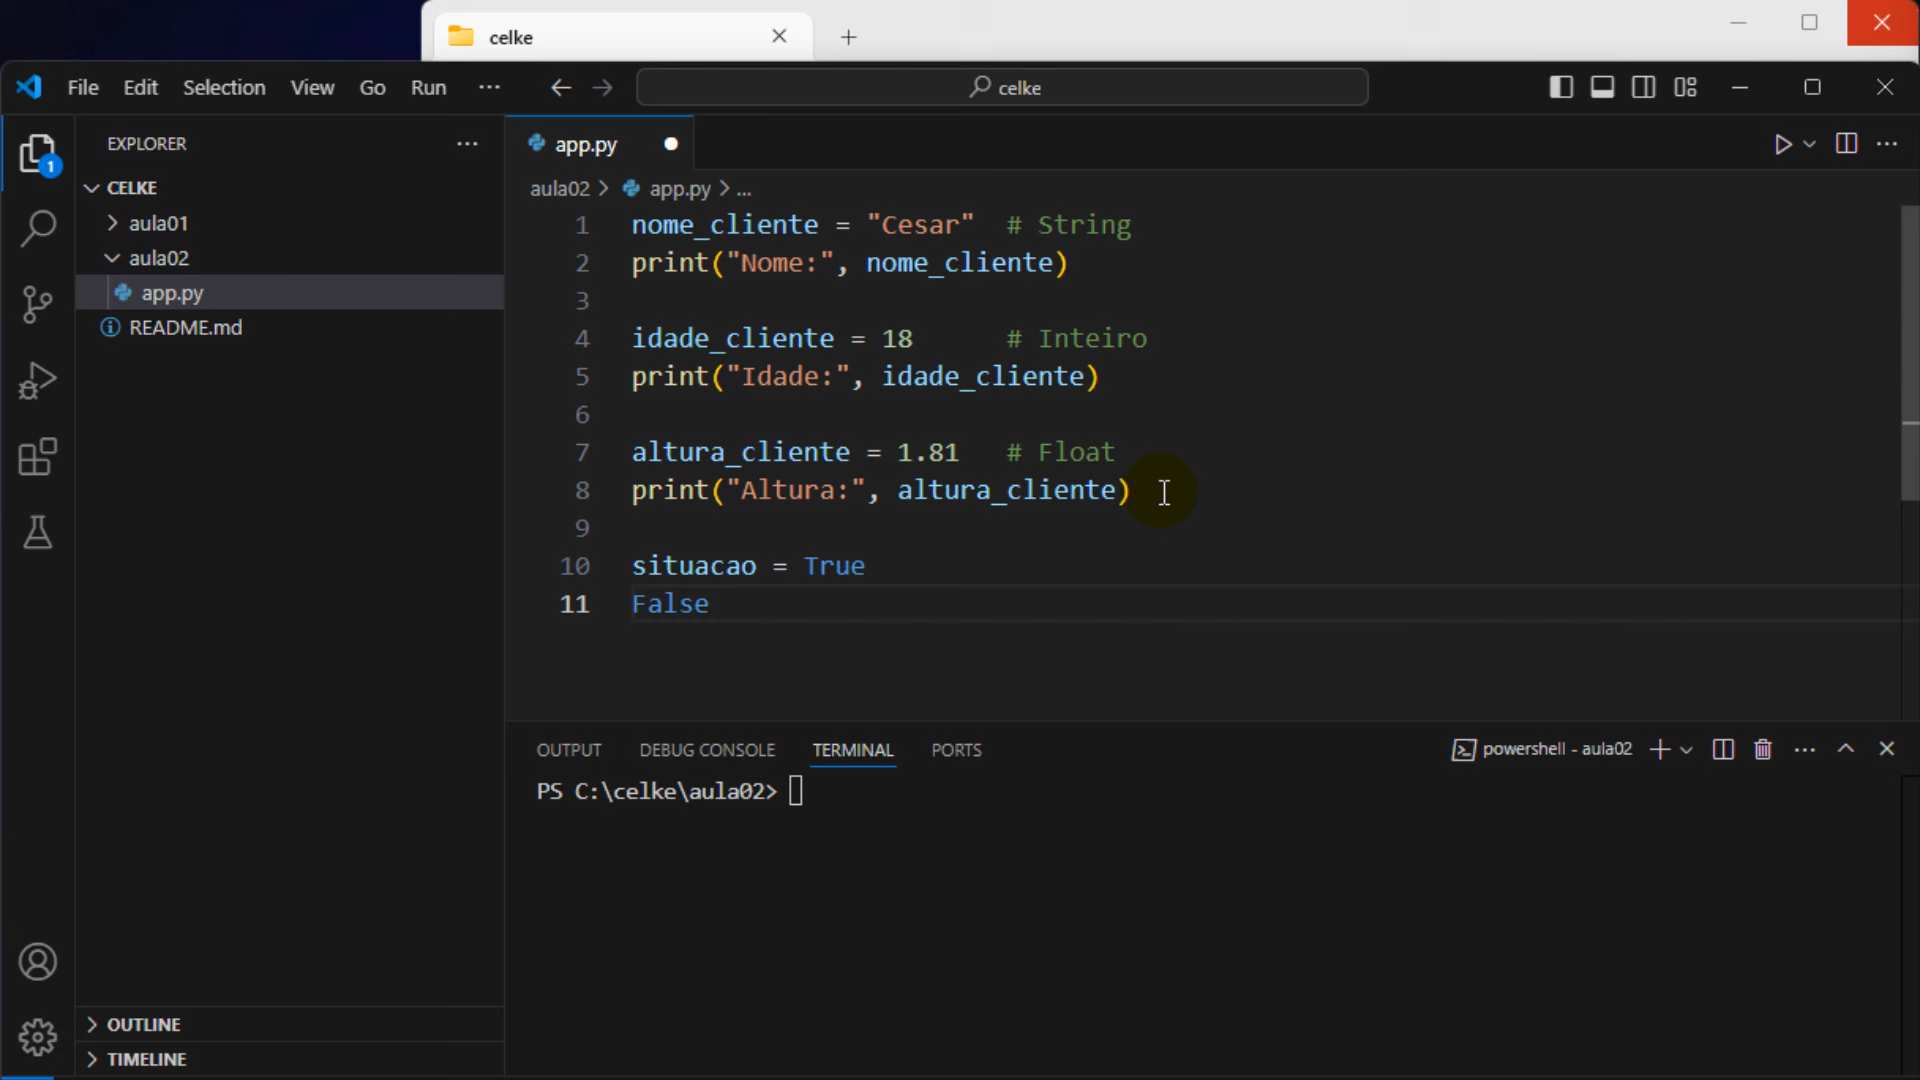 celke
File Edit Selection View Go Run ... celke
EXPLORER ...
app.py
CELKE
aula01
aula02
app.py
README.md
aula02 > app.py > ...
1 nome_cliente = "Cesar"  # String
2 print("Nome:", nome_cliente)
3
4 idade_cliente = 18      # Inteiro
5 print("Idade:", idade_cliente)
6
7 altura_cliente = 1.81   # Float
8 print("Altura:", altura_cliente)
9
10 situacao = True
11 False
OUTPUT DEBUG CONSOLE TERMINAL PORTS
powershell - aula02
PS C:\celke\aula02>
1
OUTLINE
TIMELINE